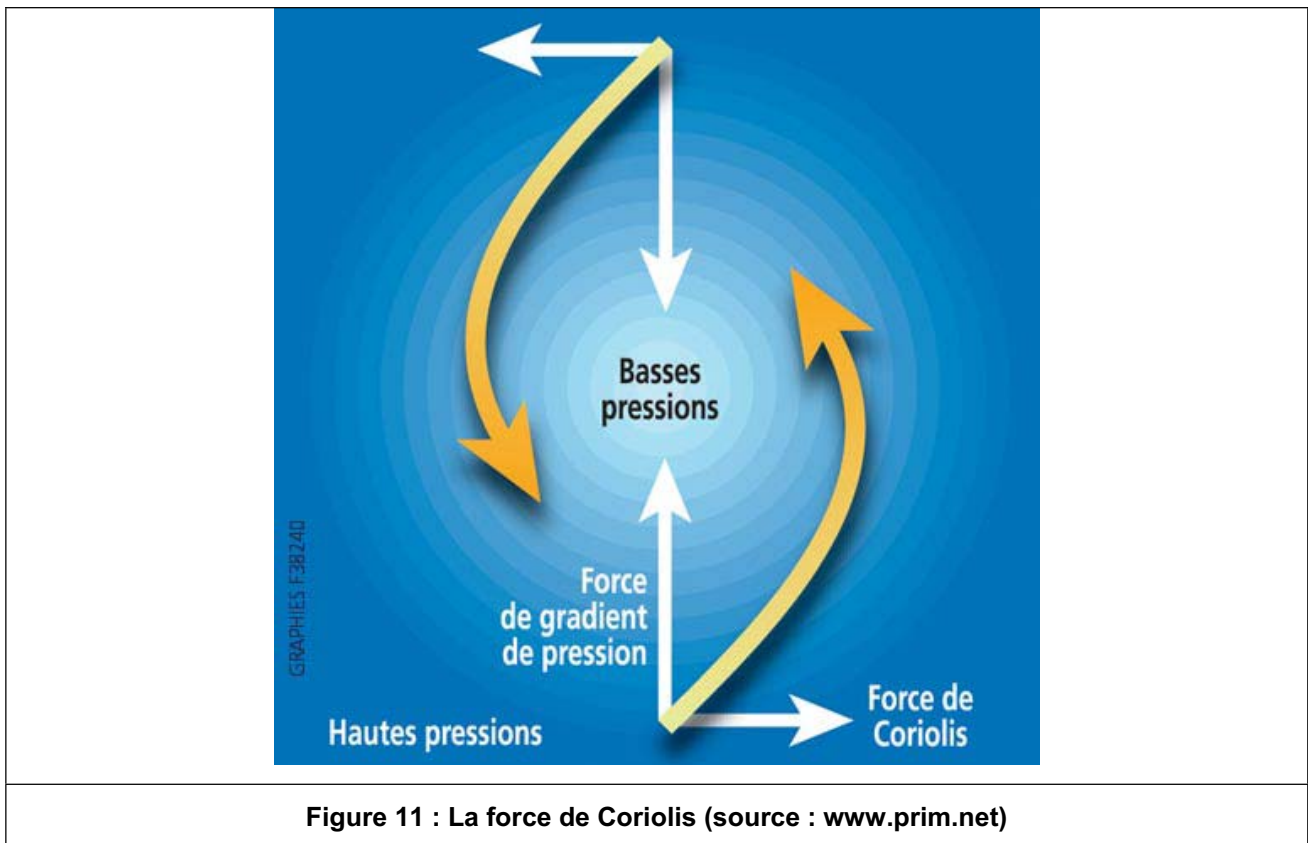 Basses
pressions
Force
de gradient
de pression
Force de
Coriolis
Hautes pressions
GRAPHIES F38240
Figure 11 : La force de Coriolis (source : www.prim.net)